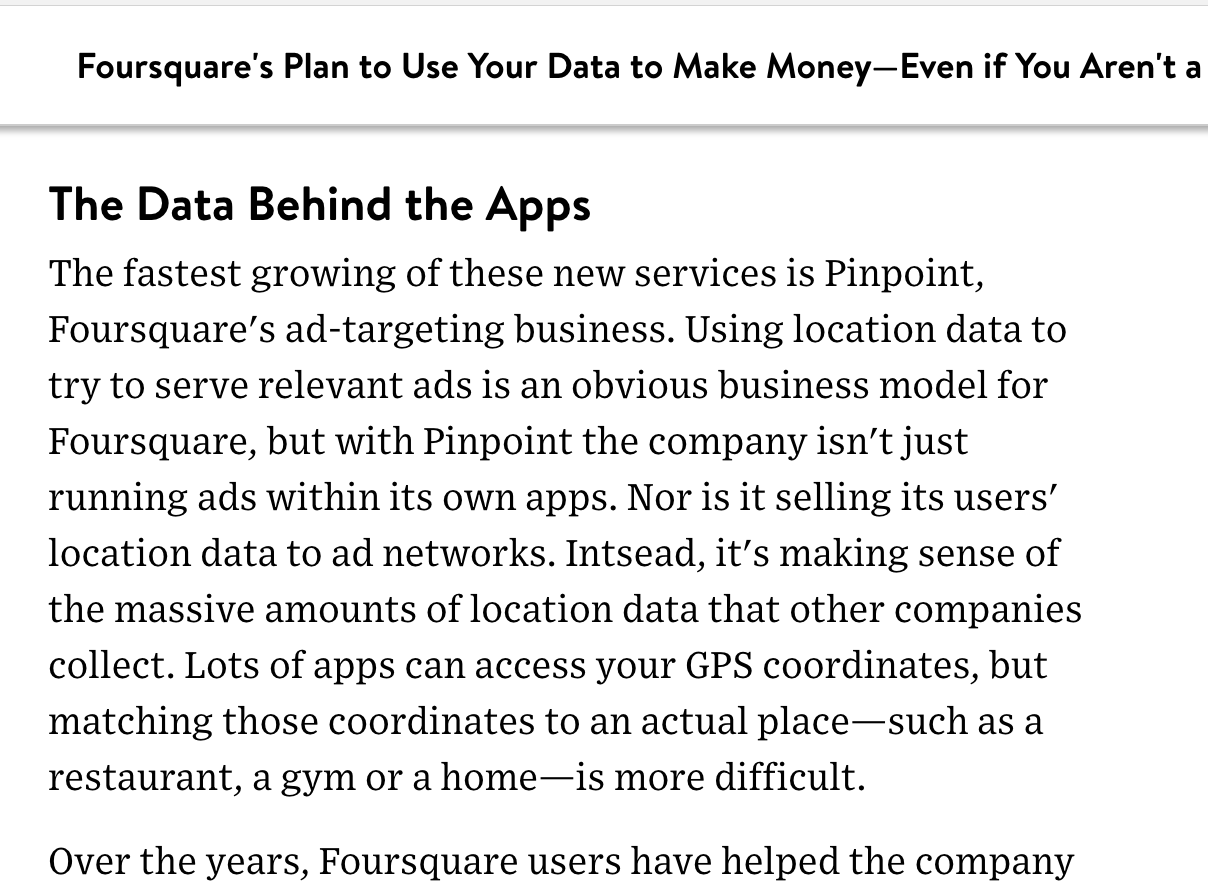 Foursquare's Plan to Use Your Data to Make Money—Even if You Aren't a
The Data Behind the Apps
The fastest growing of these new services is Pinpoint,
Foursquare′s ad-targeting business. Using location data to
try to serve relevant ads is an obvious business model for
Foursquare, but with Pinpoint the company isn′t just
running ads within its own apps. Nor is it selling its users′
location data to ad networks. Intsead, it′s making sense of
the massive amounts of location data that other companies
collect. Lots of apps can access your GPS coordinates, but
matching those coordinates to an actual place—such as a
restaurant, a gym or a home—is more difficult.
Over the years, Foursquare users have helped the company